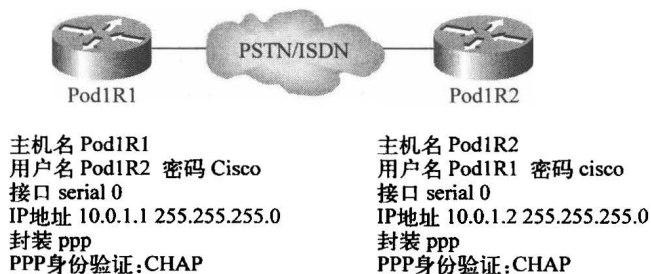 PSTN/ISDN
Pod1R1
Pod1R2
主机名 Pod1R1
用户名 Pod1R2 密码 Cisco
接口 serial 0
IP地址 10.0.1.1 255.255.255.0
封装 ppp
PPP身份验证:CHAP
主机名 Pod1R2
用户名 Pod1R1 密码 cisco
接口 serial 0
IP地址 10.0.1.2 255.255.255.0
封装 ppp
PPP身份验证:CHAP